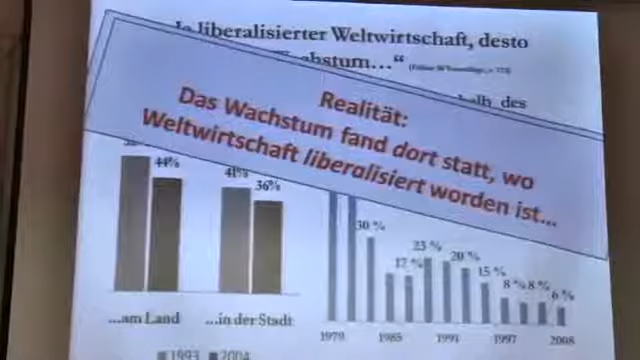 liberalisierter Weltwirtschaft, desto
Realität:
Das Wachstum fand dort statt, wo
Weltwirtschaft liberalisiert worden ist...
des
44%
41%
36%
30 %
17 %
23 %
20 %
15 %
8 % 8 %
6 %
...am Land
...in der Stadt
1979
1985
1991
1997
2008
1993
2004